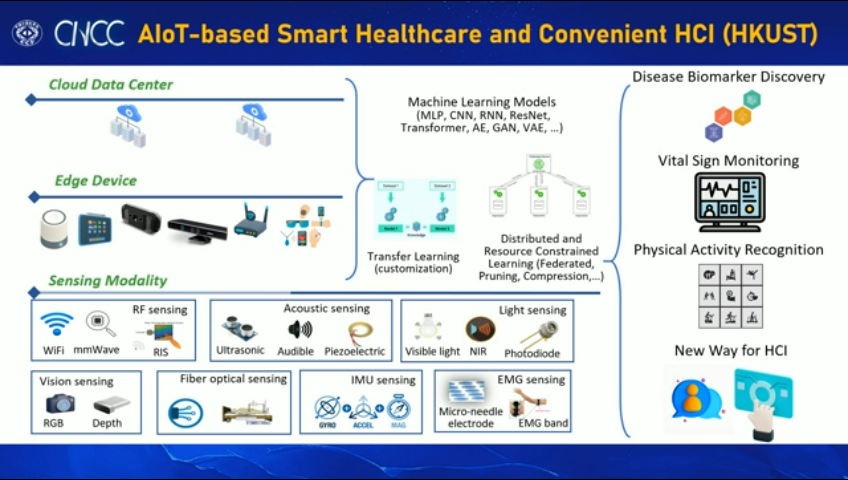 CNCC
AIoT-based Smart Healthcare and Convenient HCI (HKUST)
Cloud Data Center
Edge Device
Sensing Modality
Machine Learning Models
(MLP, CNN, RNN, ResNet,
Transformer, AE, GAN, VAE, ...)
Transfer Learning
(customization)
Distributed and
Resource Constrained
Learning (Federated,
Pruning, Compression,...)
RF sensing
WiFi
mmWave
RIS
Acoustic sensing
Ultrasonic
Audible
Piezoelectric
Light sensing
Visible light
NIR
Photodiode
Vision sensing
RGB
Depth
Fiber optical sensing
IMU sensing
GYRO
ACCEL
MAG
EMG sensing
Micro-needle
electrode
EMG band
Disease Biomarker Discovery
Vital Sign Monitoring
Physical Activity Recognition
New Way for HCI